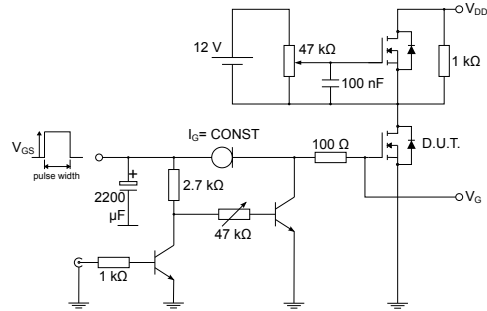 V_DD
12 V
47 kΩ
1 kΩ
100 nF
V_GS
pulse width
I_G= CONST
100 Ω
D.U.T.
+
2200
μF
2.7 kΩ
47 kΩ
V_G
1 kΩ